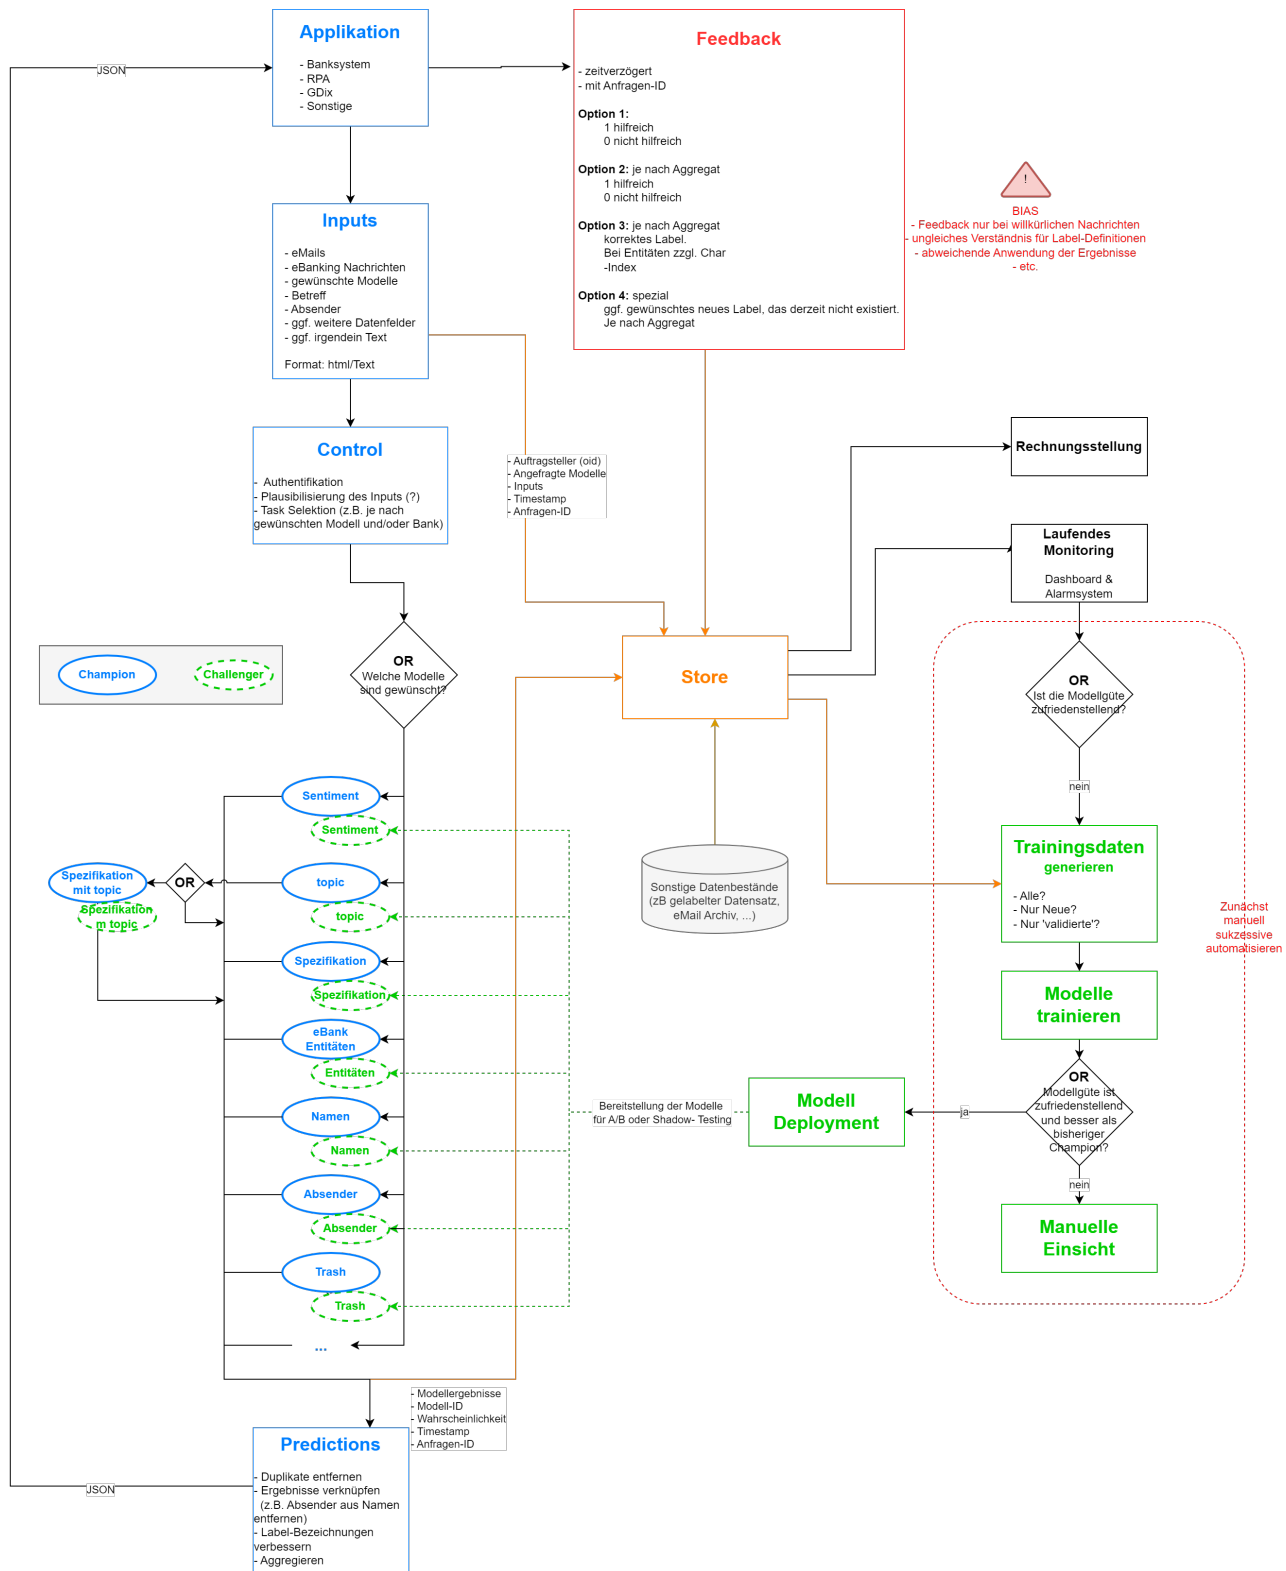 Applikation
- Banksystem
- RPA
- GDix
- Sonstige
JSON
Feedback
- zeitverzögert
- mit Anfragen-ID
Option 1:
1 hilfreich
0 nicht hilfreich
Option 2: je nach Aggregat
1 hilfreich
0 nicht hilfreich
Option 3: je nach Aggregat
korrektes Label.
Bei Entitäten zzgl. Char
-Index
Option 4: spezial
ggf. gewünschtes neues Label, das derzeit nicht existiert.
Je nach Aggregat
!
BIAS
- Feedback nur bei willkürlichen Nachrichten
- ungleiches Verständnis für Label-Definitionen
- abweichende Anwendung der Ergebnisse
- etc.
Inputs
- eMails
- eBanking Nachrichten
- gewünschte Modelle
- Betreff
- Absender
- ggf. weitere Datenfelder
- ggf. irgendein Text
Format: html/Text
Control
- Authentifikation
- Plausibilisierung des Inputs (?)
- Task Selektion (z.B. je nach
gewünschten Modell und/oder Bank)
- Auftragsteller (oid)
- Angefragte Modelle
- Inputs
- Timestamp
- Anfragen-ID
Rechnungsstellung
Laufendes
Monitoring
Dashboard &
Alarmsystem
OR
Welche Modelle
sind gewünscht?
Champion
Challenger
Store
OR
Ist die Modellgüte
zufriedenstellend?
nein
Sentiment
Sentiment
Spezifikation
mit topic
OR
topic
Spezifikation
m topic
topic
Spezifikation
Spezifikation
eBank
Entitäten
Entitäten
Namen
Namen
Absender
Absender
Trash
Trash
...
Sonstige Datenbestände
(zB gelabelter Datensatz,
eMail Archiv, ...)
Trainingsdaten
generieren
- Alle?
- Nur Neue?
- Nur 'validierte'?
Zunächst
manuell
sukzessive
automatisieren
Modelle
trainieren
OR
Modellgüte ist
zufriedenstellend
und besser als
bisheriger
Champion?
ja
nein
Modell
Deployment
Bereitstellung der Modelle
für A/B oder Shadow- Testing
Manuelle
Einsicht
- Modellergebnisse
- Modell-ID
- Wahrscheinlichkeit
- Timestamp
- Anfragen-ID
Predictions
- Duplikate entfernen
- Ergebnisse verknüpfen
(z.B. Absender aus Namen
entfernen)
- Label-Bezeichnungen
verbessern
- Aggregieren
JSON